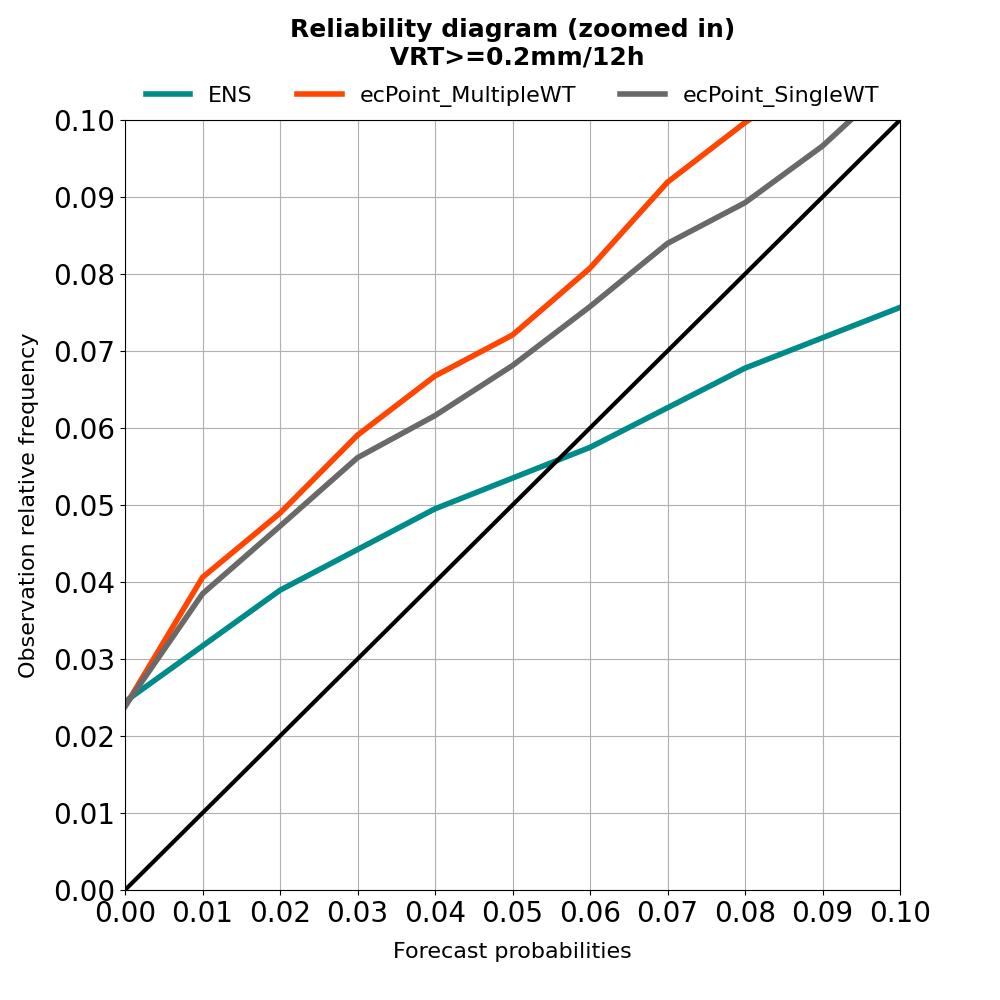 Reliability diagram (zoomed in)
VRT>=0.2mm/12h
ENS ecPoint_MultipleWT ecPoint_SingleWT
0.10
0.09
0.08
0.07
0.06
0.05
0.04
0.03
0.02
0.01
0.00
Observation relative frequency
0.00 0.01 0.02 0.03 0.04 0.05 0.06 0.07 0.08 0.09 0.10
Forecast probabilities